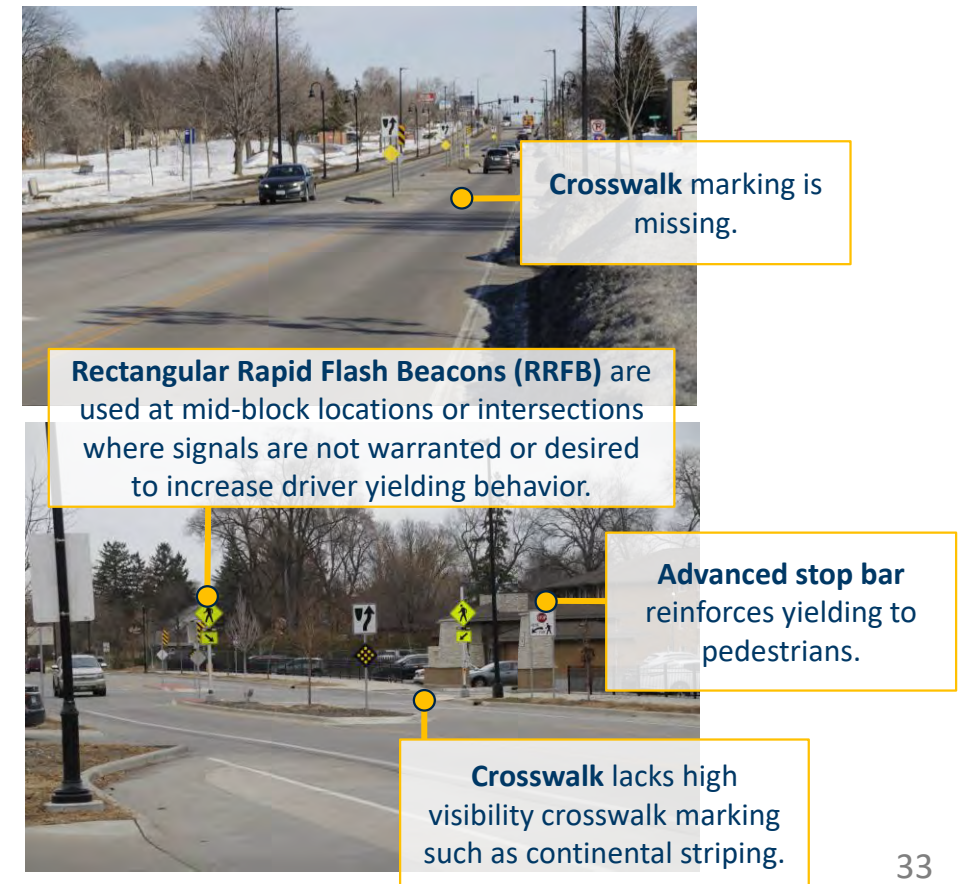 Crosswalk marking is
missing.
Rectangular Rapid Flash Beacons (RRFB) are
used at mid-block locations or intersections
where signals are not warranted or desired
to increase driver yielding behavior.
Advanced stop bar
reinforces yielding to
pedestrians.
Crosswalk lacks high
visibility crosswalk marking
such as continental striping.
33